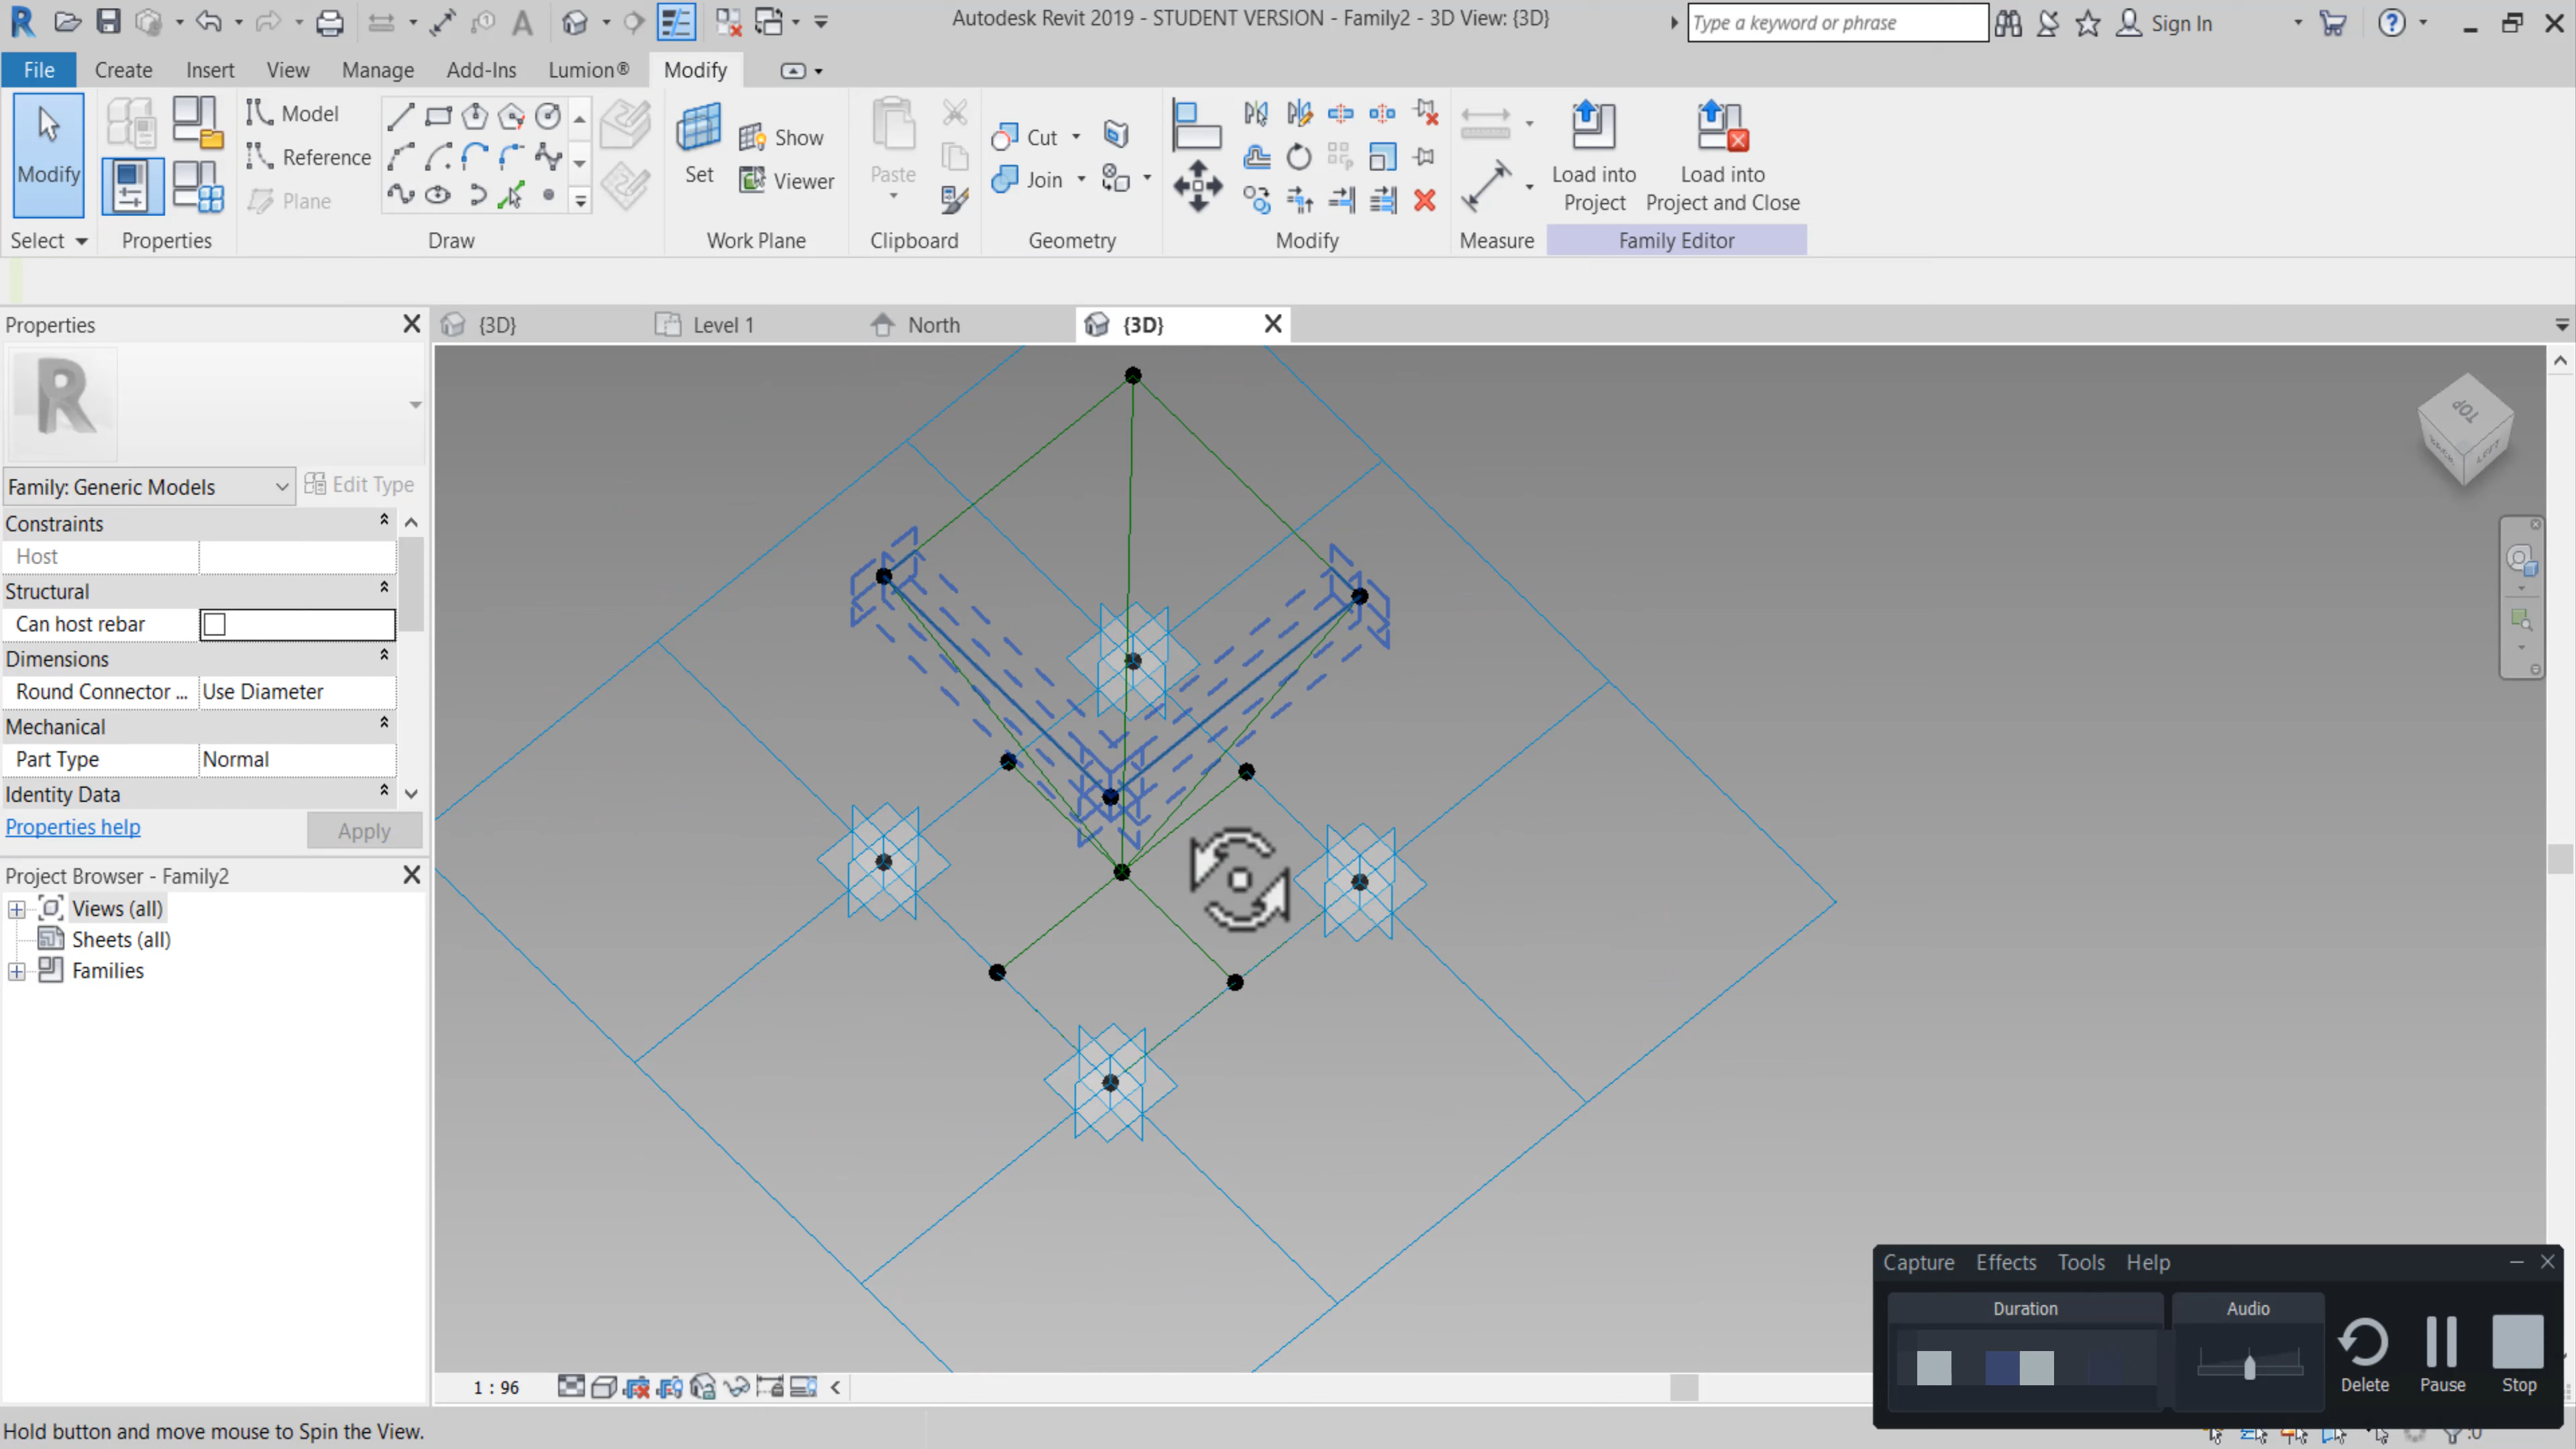 Autodesk Revit 2019 - STUDENT VERSION - Family2 - 3D View: {3D}
Type a keyword or phrase
Sign In
File Create Insert View Manage Add-Ins Lumion® Modify
Modify
Model
Reference
Plane
Set
Show
Viewer
Paste
Cut
Join
Load into Project
Load into Project and Close
Select Properties Draw Work Plane Clipboard Geometry Modify Measure Family Editor
Properties
{3D} Level 1 North {3D}
Family: Generic Models
Edit Type
Constraints
Host
Structural
Can host rebar
Dimensions
Round Connector ... Use Diameter
Mechanical
Part Type Normal
Identity Data
Properties help
Apply
Project Browser - Family2
Views (all)
Sheets (all)
Families
TOP
LEFT
1 : 96
Capture Effects Tools Help
Duration
Audio
Delete
Pause
Stop
Hold button and move mouse to Spin the View.
:0